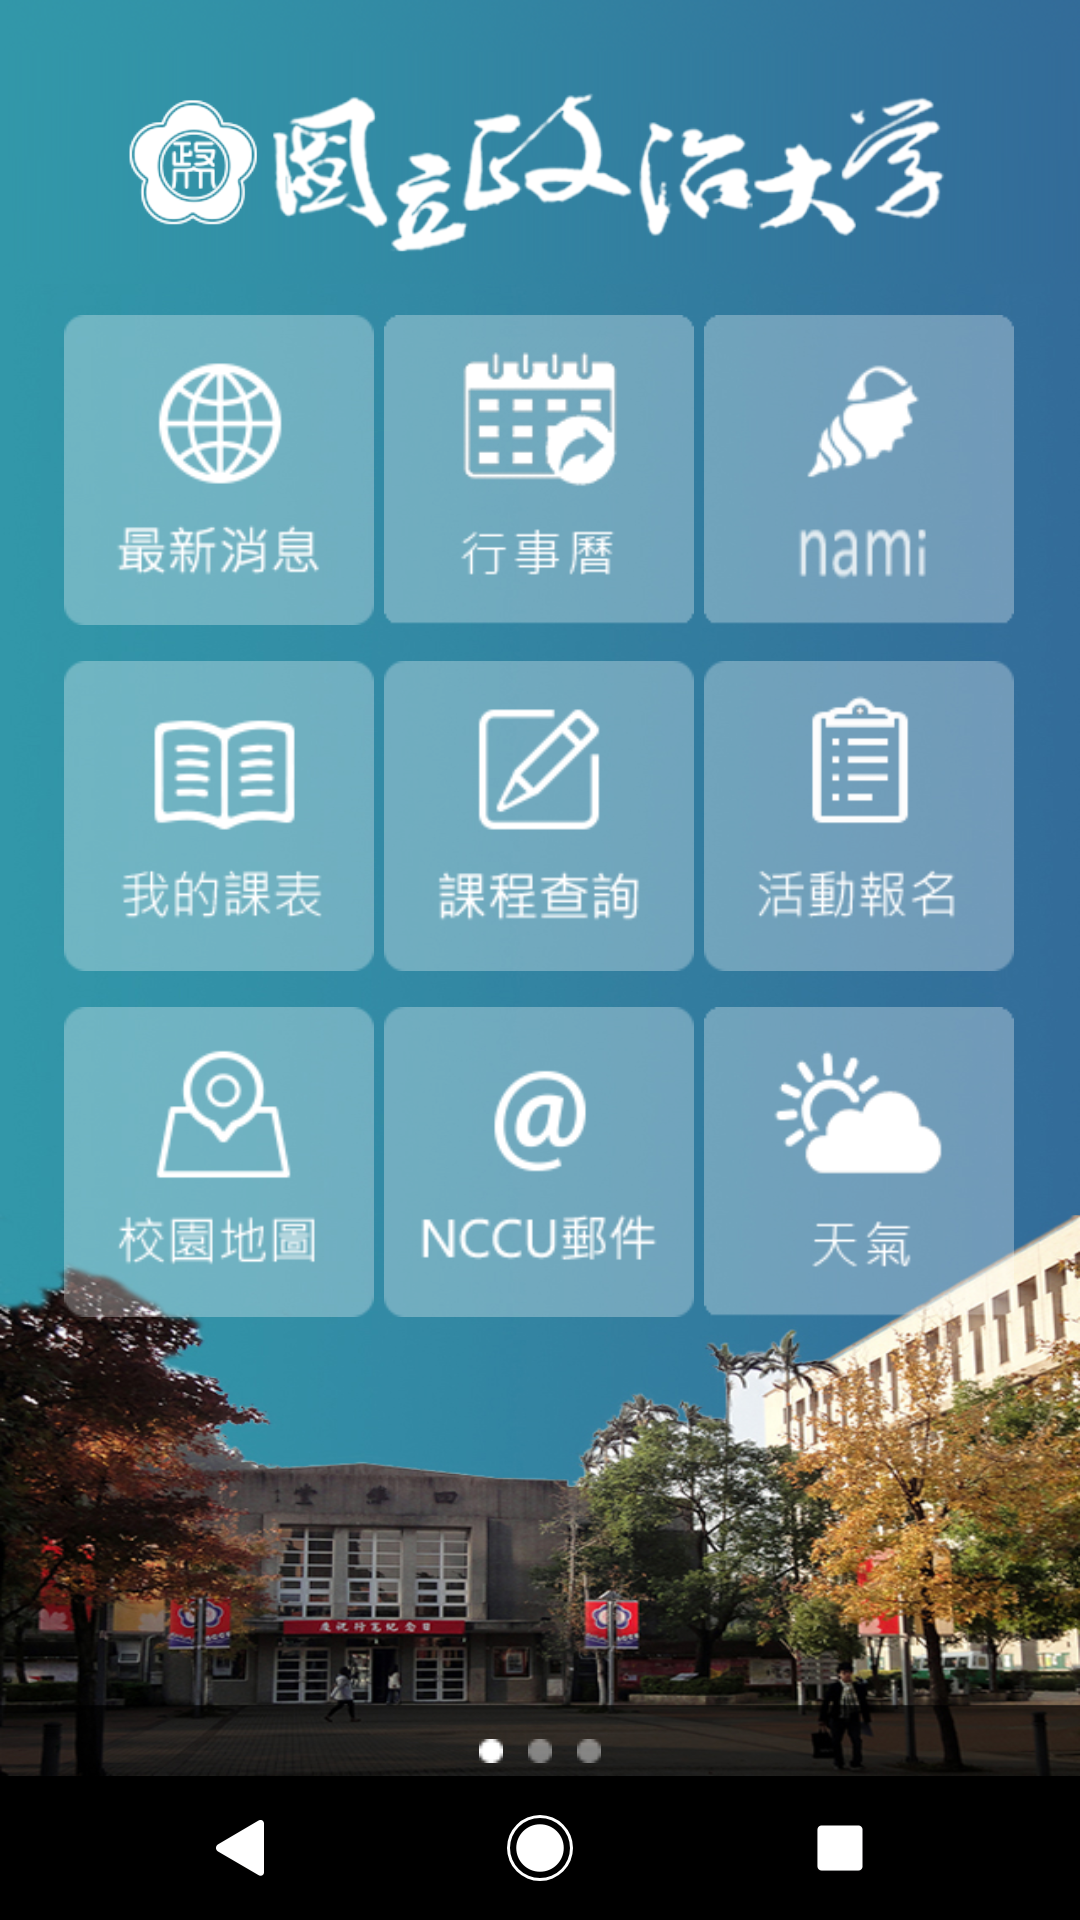 國立政治大学
最新消息
行事曆
nami
我的課表
課程查詢
活動報名
校園地圖
@
NCCU郵件
天氣